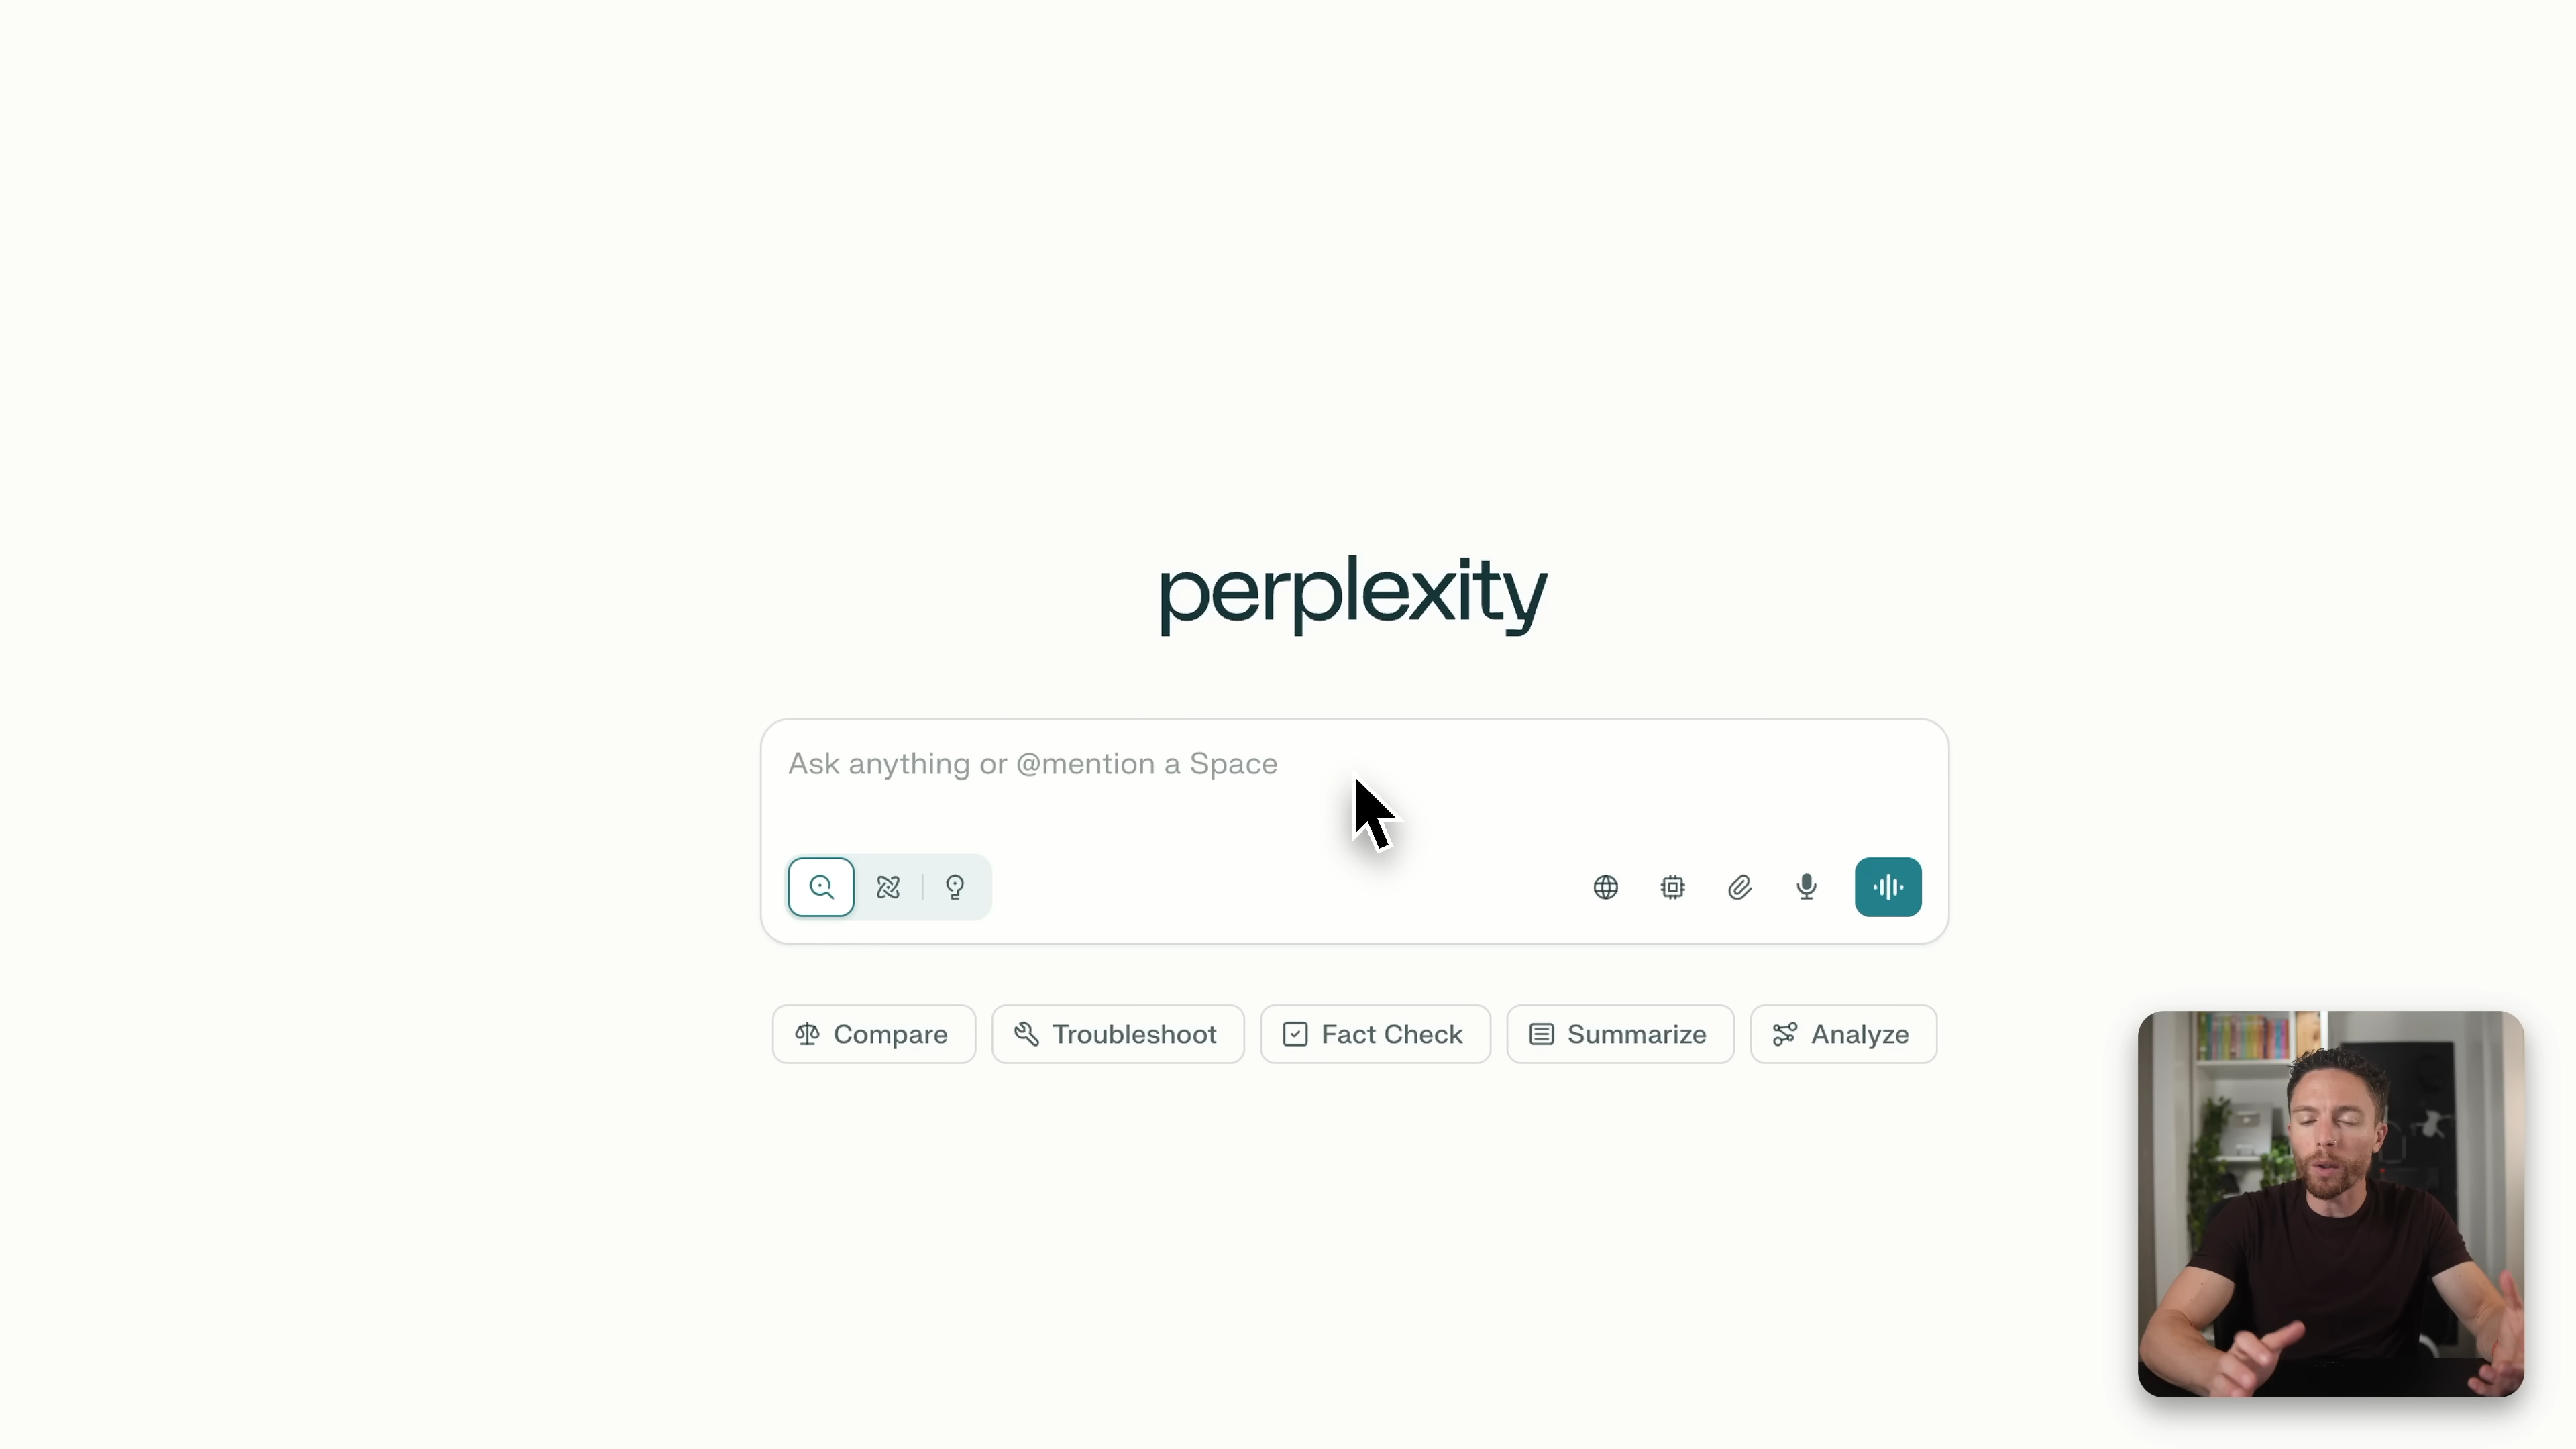 perplexity
Ask anything or @mention a Space
Compare Troubleshoot Fact Check Summarize Analyze